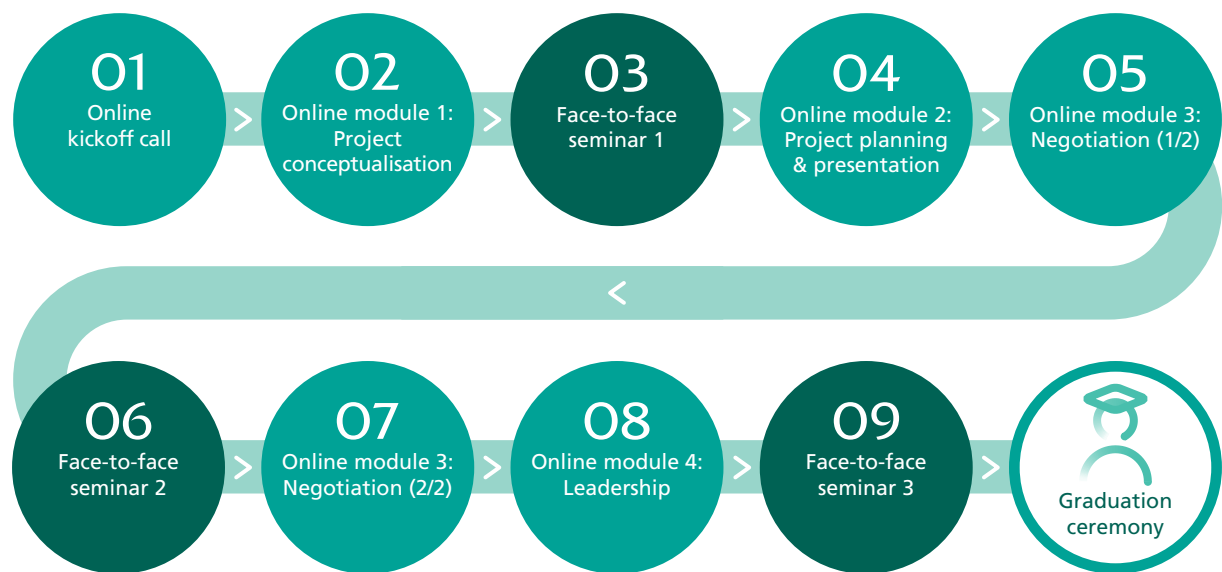 01
Online
kickoff call
02
Online module 1:
Project
conceptualisation
03
Face-to-face
seminar 1
04
Online module 2:
Project planning
& presentation
05
Online module 3:
Negotiation (1/2)
06
Face-to-face
seminar 2
07
Online module 3:
Negotiation (2/2)
08
Online module 4:
Leadership
09
Face-to-face
seminar 3
Graduation
ceremony